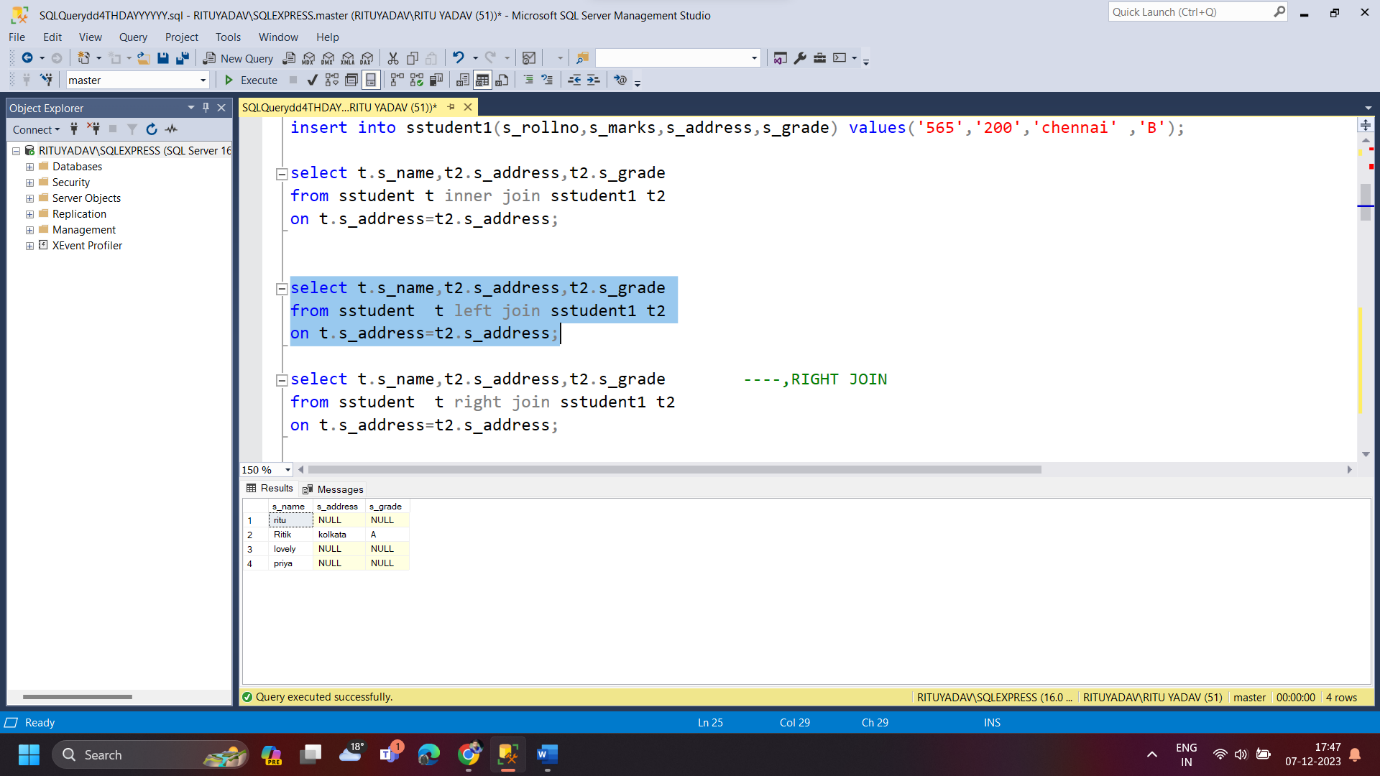 SQLQuerydd4THDAYYYYYY.sql - RITUYADAV\SQLEXPRESS.master (RITUYADAV\RITU YADAV (51))* - Microsoft SQL Server Management Studio
Quick Launch (Ctrl+Q)
File Edit View Query Project Tools Window Help
New Query
MDX DMX XMLA DAX
master Execute
Object Explorer
SQLQuerydd4THDAY...RITU YADAV (51))*
Connect
RITUYADAV\SQLEXPRESS (SQL Server 16
Databases
Security
Server Objects
Replication
Management
XEvent Profiler
insert into sstudent1(s_rollno,s_marks,s_address,s_grade) values('565','200','chennai' ,'B');
select t.s_name,t2.s_address,t2.s_grade
from sstudent t inner join sstudent1 t2
on t.s_address=t2.s_address;
select t.s_name,t2.s_address,t2.s_grade
from sstudent  t left join sstudent1 t2
on t.s_address=t2.s_address;
select t.s_name,t2.s_address,t2.s_grade ----,RIGHT JOIN
from sstudent  t right join sstudent1 t2
on t.s_address=t2.s_address;
150 %
Results Messages
s_name s_address s_grade
1 ritu NULL NULL
2 Ritik kolkata A
3 lovely NULL NULL
4 priya NULL NULL
Query executed successfully. RITUYADAV\SQLEXPRESS (16.0 ... RITUYADAV\RITU YADAV (51) master 00:00:00 4 rows
Ready Ln 25 Col 29 Ch 29 INS
Search PRE 18° 1 ENG 17:47
IN 07-12-2023